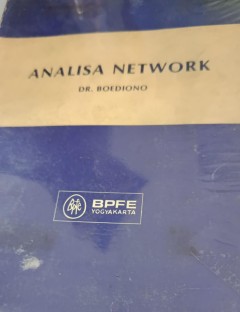 ANALISA NETWORK
DR. BOEDIONO
BPFE
YOGYAKARTA